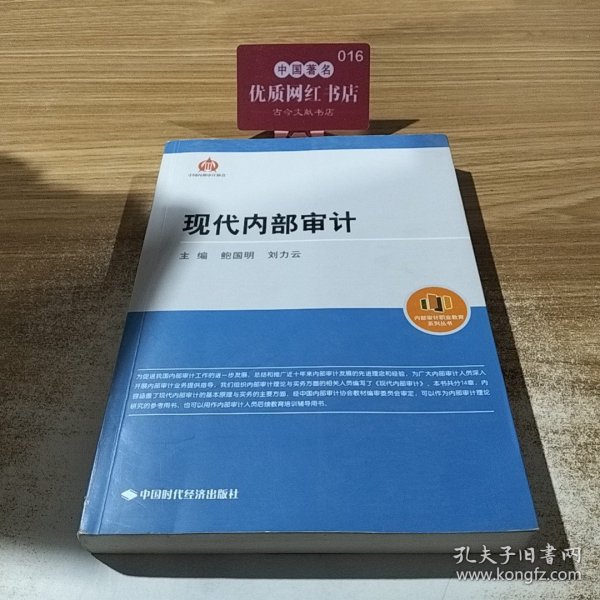 016
中国著名
优质网红书店
古今文献书店
中国内部审计协会
现代内部审计
主 编 鲍国明 刘力云
内部审计职业教育
系列丛书
为促进我国内部审计工作的进一步发展，总结和推广近十年来内部审计发展的先进理念和经验，为广大内部审计人员深入
开展内部审计业务提供指导，我们组织内部审计理论与实务方面的相关人员编写了《现代内部审计》。本书共分14章，内
容涵盖了现代内部审计的基本原理与实务的主要方面，经中国内部审计协会教材编审委员会审定，可以作为内部审计理论
研究的参考用书，也可以用作内部审计人员后续教育培训辅导用书。
中国时代经济出版社
孔夫子旧书网
www.kongfz.com